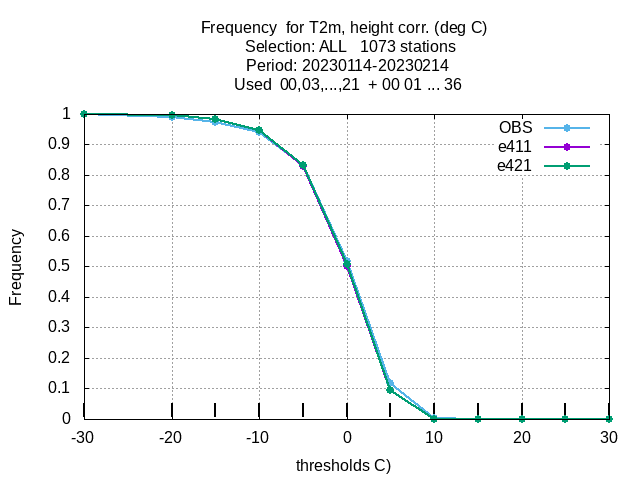 Frequency  for T2m, height corr. (deg C)
Selection: ALL   1073 stations
Period: 20230114-20230214
Used  00,03,...,21  + 00 01 ... 36
OBS
e411
e421
Frequency
1
0.9
0.8
0.7
0.6
0.5
0.4
0.3
0.2
0.1
0
-30 -20 -10 0 10 20 30
thresholds C)